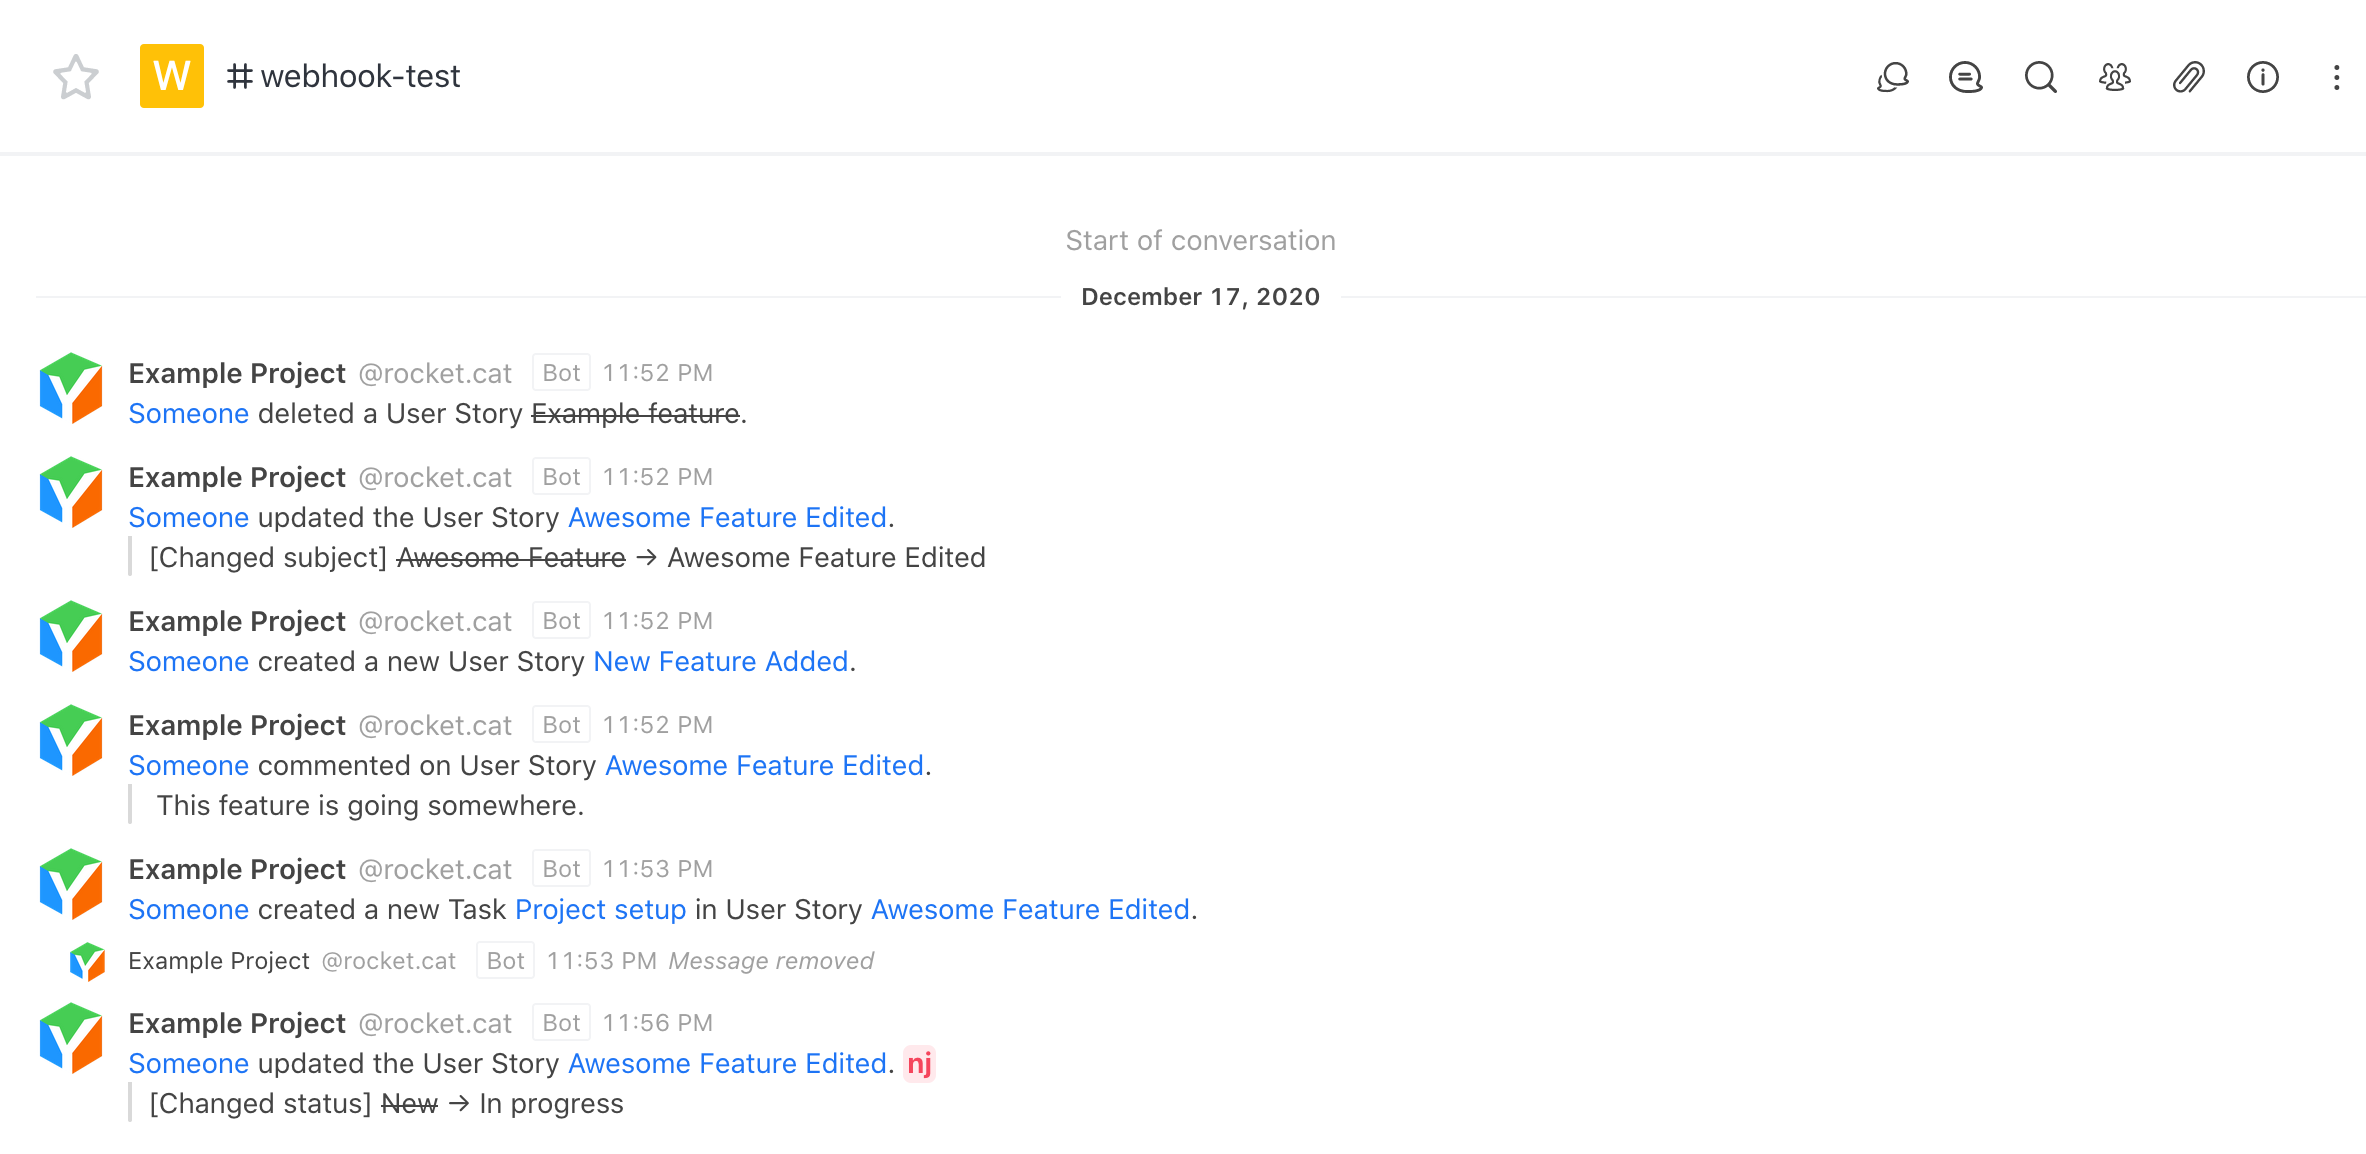 W # webhook-test
Start of conversation
December 17, 2020
Example Project @rocket.cat Bot 11:52 PM
Someone deleted a User Story Example feature.
Example Project @rocket.cat Bot 11:52 PM
Someone updated the User Story Awesome Feature Edited.
[Changed subject] Awesome Feature → Awesome Feature Edited
Example Project @rocket.cat Bot 11:52 PM
Someone created a new User Story New Feature Added.
Example Project @rocket.cat Bot 11:52 PM
Someone commented on User Story Awesome Feature Edited.
This feature is going somewhere.
Example Project @rocket.cat Bot 11:53 PM
Someone created a new Task Project setup in User Story Awesome Feature Edited.
Example Project @rocket.cat Bot 11:53 PM Message removed
Example Project @rocket.cat Bot 11:56 PM
Someone updated the User Story Awesome Feature Edited. nj
[Changed status] New → In progress